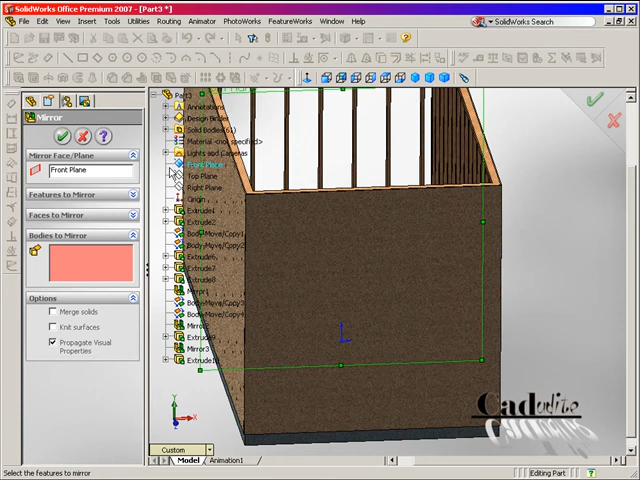 SolidWorks Office Premium 2007 - [Part3 *]
File Edit Insert Tools Utilities Routing Animator PhotoWorks FeatureWorks Window Help SolidWorks Search
Mirror
Mirror Face/Plane
Front Plane
Features to Mirror
Faces to Mirror
Bodies to Mirror
Options
Merge solids
Knit surfaces
Propagate Visual Properties
Part3
Annotations
Design Binder
Solid Bodies(61)
Material <not specified>
Lights and Cameras
Front Plane
Top Plane
Right Plane
Origin
Extrude1
Extrude2
Body-Move/Copy1
Body-Move/Copy2
Extrude6
Extrude7
Extrude8
Mirror1
Body-Move/Copy3
Body-Move/Copy4
Mirror2
Extrude9
Mirror3
Extrude10
Cadudite
Custom
Model Animation1
Select the features to mirror Editing Part